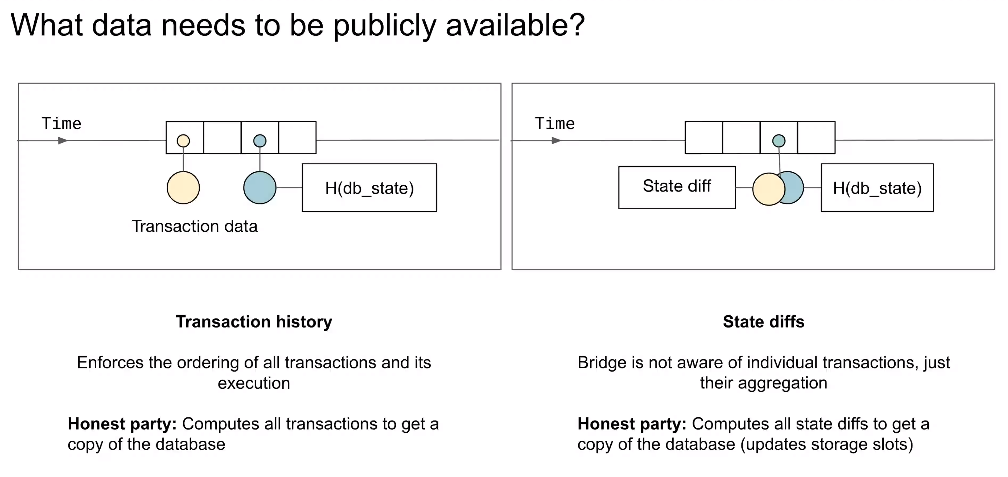 What data needs to be publicly available?
Time
H(db_state)
Transaction data
Time
State diff
H(db_state)
Transaction history
Enforces the ordering of all transactions and its
execution
Honest party: Computes all transactions to get a
copy of the database
State diffs
Bridge is not aware of individual transactions, just
their aggregation
Honest party: Computes all state diffs to get a
copy of the database (updates storage slots)